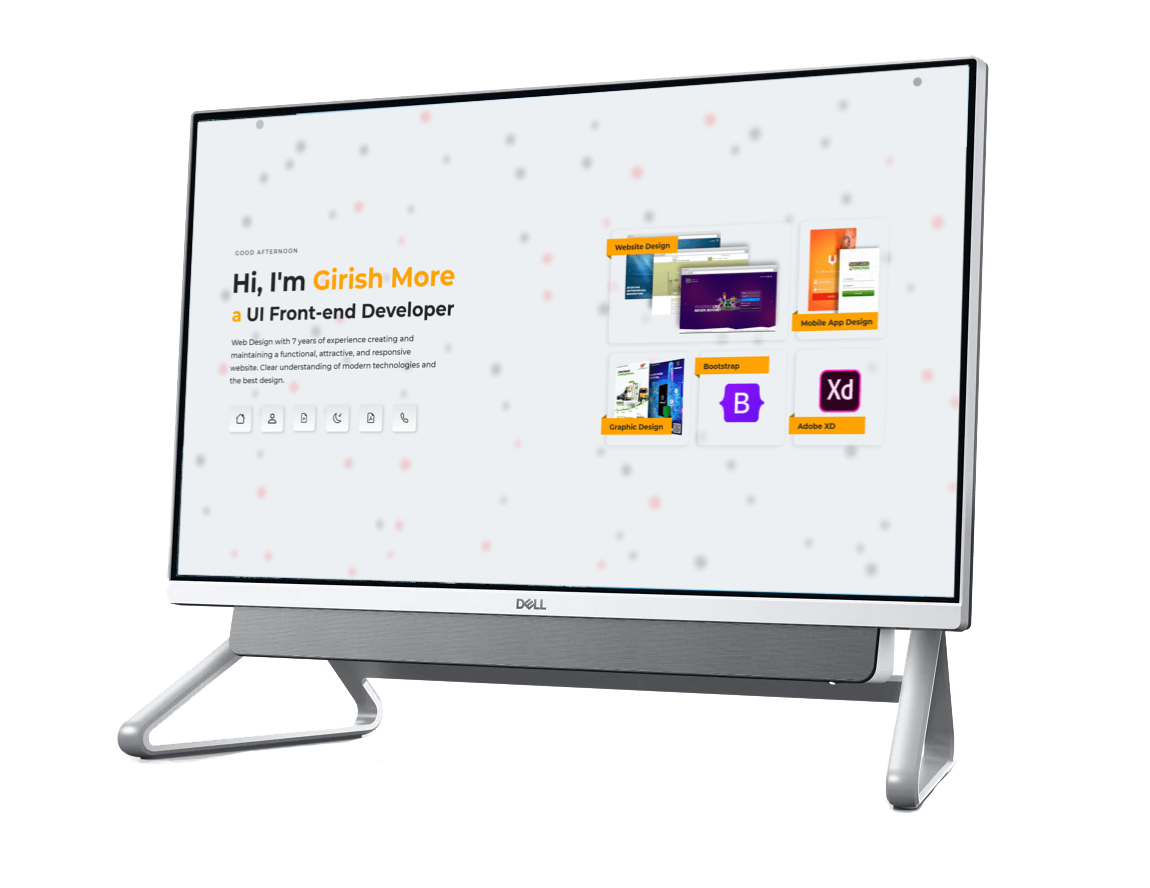 GOOD AFTERNOON
Hi, I'm Girish More
a UI Front-end Developer
Web Design with 7 years of experience creating and
maintaining a functional, attractive, and responsive
website. Clear understanding of modern technologies and
the best design.
Website Design
Mobile App Design
Graphic Design
Bootstrap
B
Adobe XD
Xd
DELL